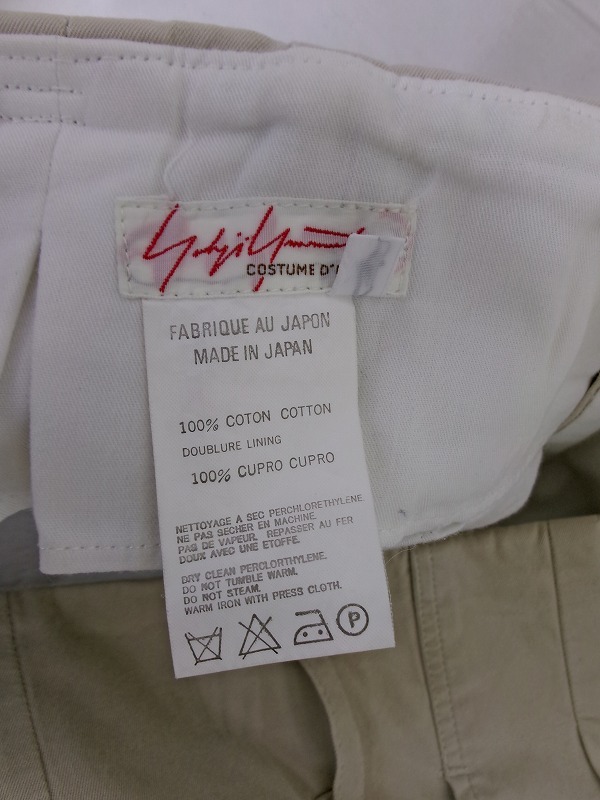 Yohji Yamamoto
COSTUME D'
FABRIQUE AU JAPON
MADE IN JAPAN
100% COTON COTTON
DOUBLURE LINING
100% CUPRO CUPRO
NETTOYAGE A SEC PERCHLORETHYLENE.
NE PAS SECHER EN MACHINE.
PAS DE VAPEUR. REPASSER AU FER
DOUX AVEC UNE ETOFFE.
DRY CLEAN PERCLORTHYLENE.
DO NOT TUMBLE WARM.
DO NOT STEAM.
WARM IRON WITH PRESS CLOTH.
P